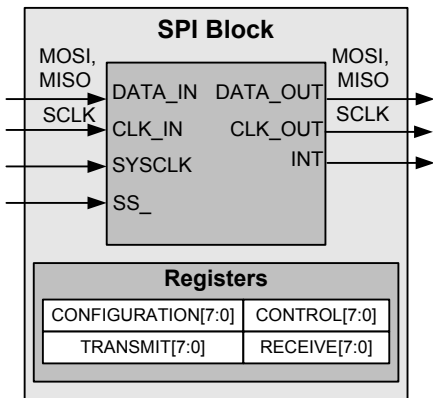 SPI Block
MOSI,
MISO
MOSI,
MISO
DATA_IN DATA_OUT
SCLK
SCLK
CLK_IN CLK_OUT
SYSCLK INT
SS_
Registers
CONFIGURATION[7:0] CONTROL[7:0]
TRANSMIT[7:0] RECEIVE[7:0]